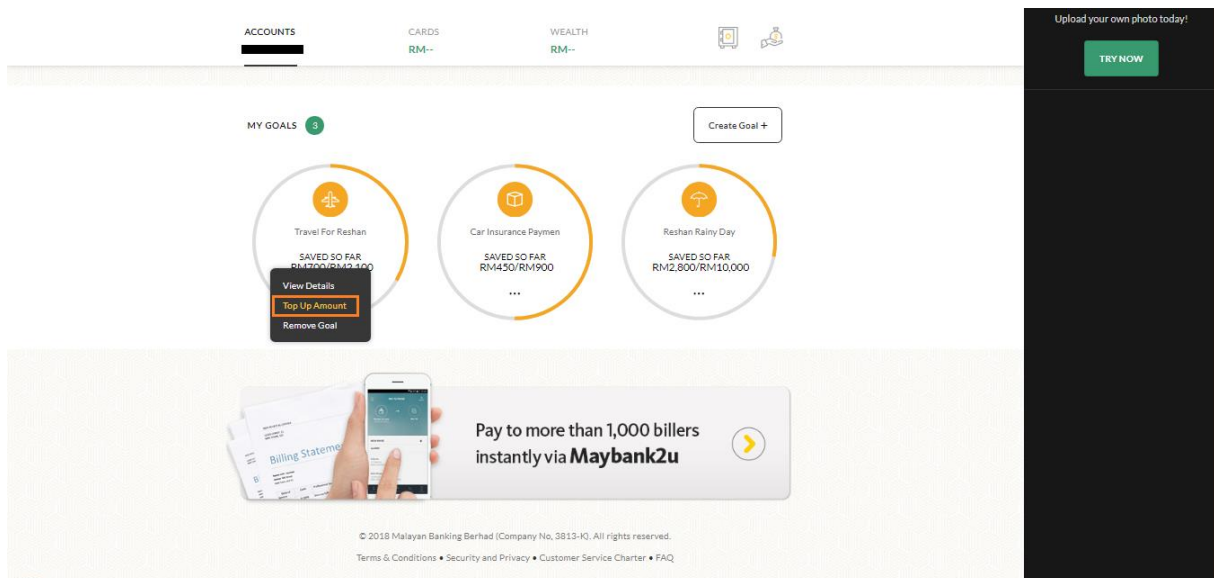 ACCOUNTS
CARDS
RM--
WEALTH
RM--
Upload your own photo today!
TRY NOW
MY GOALS 3
Create Goal +
Travel For Reshan
SAVED SO FAR
RM700/RM2,100
View Details
Top Up Amount
Remove Goal
Car Insurance Paymen
SAVED SO FAR
RM450/RM900
...
Reshan Rainy Day
SAVED SO FAR
RM2,800/RM10,000
...
Billing Stateme
Pay to more than 1,000 billers
instantly via Maybank2u
© 2018 Malayan Banking Berhad (Company No, 3813-K). All rights reserved.
Terms & Conditions • Security and Privacy • Customer Service Charter • FAQ